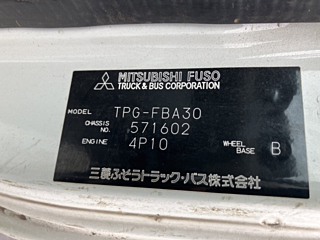 MITSUBISHI FUSO
TRUCK & BUS CORPORATION
MODEL TPG-FBA30
CHASSIS NO. 571602
ENGINE 4P10 WHEEL BASE B
三菱ふそうトラック・バス株式会社